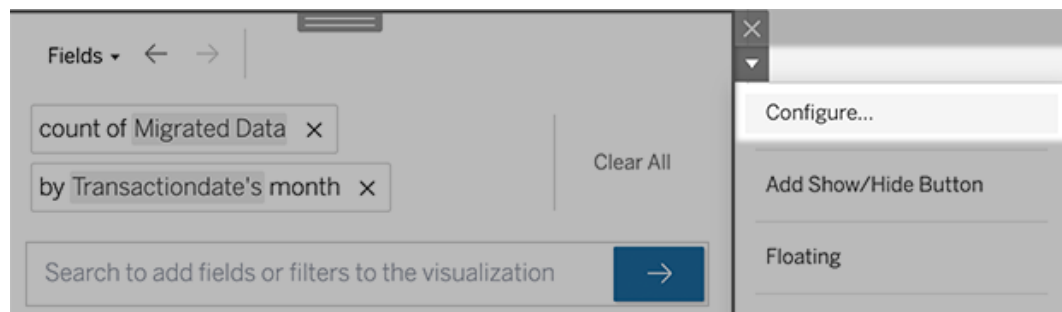 Fields
count of Migrated Data ×
by Transactiondate's month ×
Clear All
Search to add fields or filters to the visualization
Configure...
Add Show/Hide Button
Floating